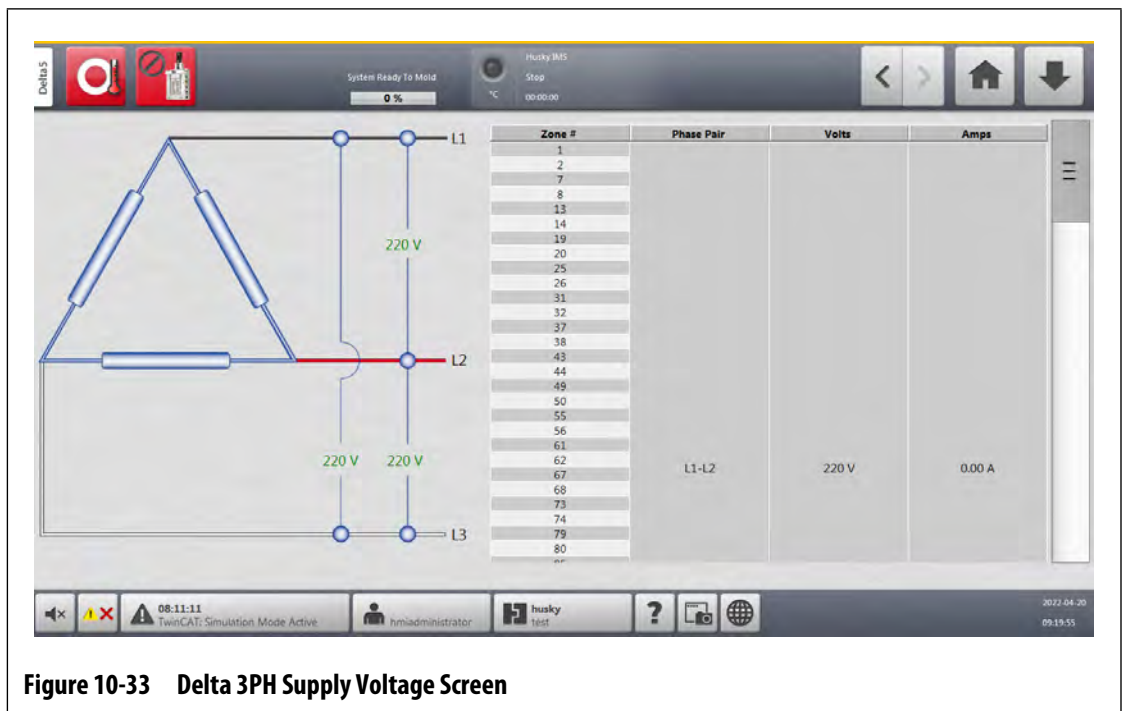 Delta5
System Ready To Mold
0 %
°C
Husky IMS
Stop
00:00:00
L1
220 V
L2
220 V 220 V
L3
Zone # Phase Pair Volts Amps
1
2
7
8
13
14
19
20
25
26
31
32
37
38
43
44
49
50
55
56
61
62
67
L1-L2 220 V 0.00 A
68
73
74
79
80
08:11:11
TwinCAT: Simulation Mode Active
hmiadministrator
husky
test
?
2022-04-20
09:19:55
Figure 10-33 Delta 3PH Supply Voltage Screen